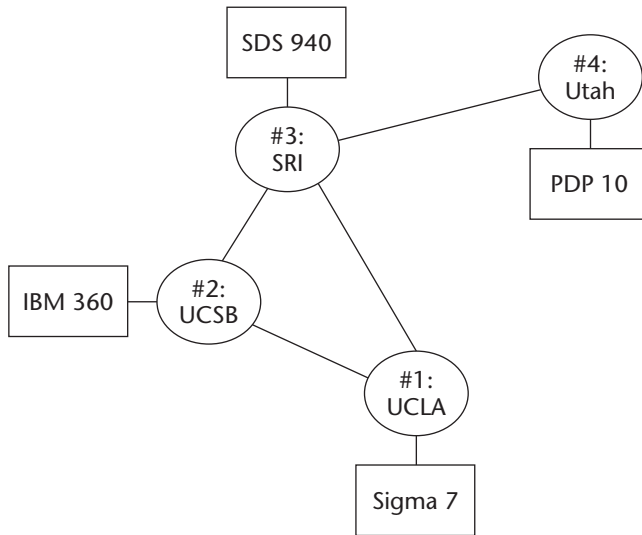 SDS 940
#4:
Utah
#3:
SRI
PDP 10
IBM 360
#2:
UCSB
#1:
UCLA
Sigma 7